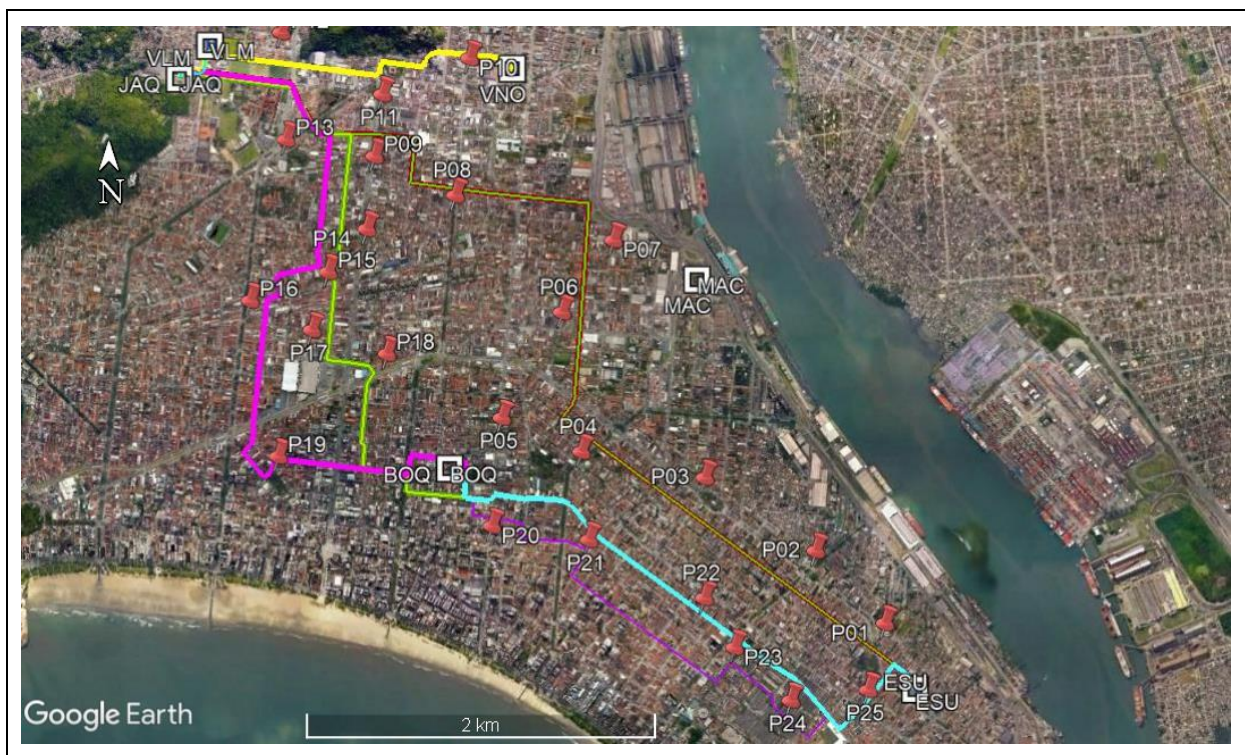 VLM
VLM
JAQ
JAQ
P10
VNO
P11
P13
P09
N
P08
P14
P07
P15
MAC
MAC
P16
P06
P17
P18
P05
P04
P19
BOQ
BOQ
P03
P20
P21
P02
P22
P01
P23
ESU
ESU
P24
P25
Google Earth
2 km